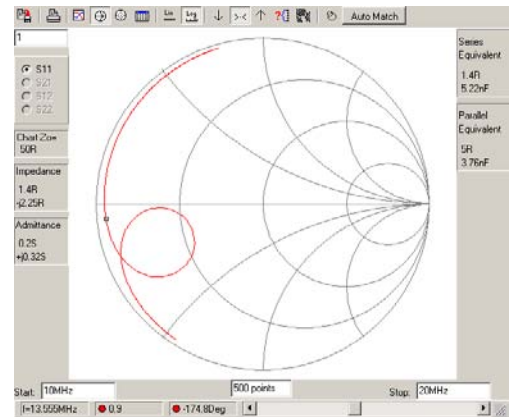 Lin
Log
Auto Match
1
S11
S21
S12
S22
Chart Zo=
50R
Impedance
1.4R
-j2.25R
Admittance
0.2S
+j0.32S
Series
Equivalent
1.4R
5.22nF
Parallel
Equivalent
5R
3.76nF
Start: 10MHz
500 points
Stop: 20MHz
f=13.555MHz
0.9
-174.8Deg